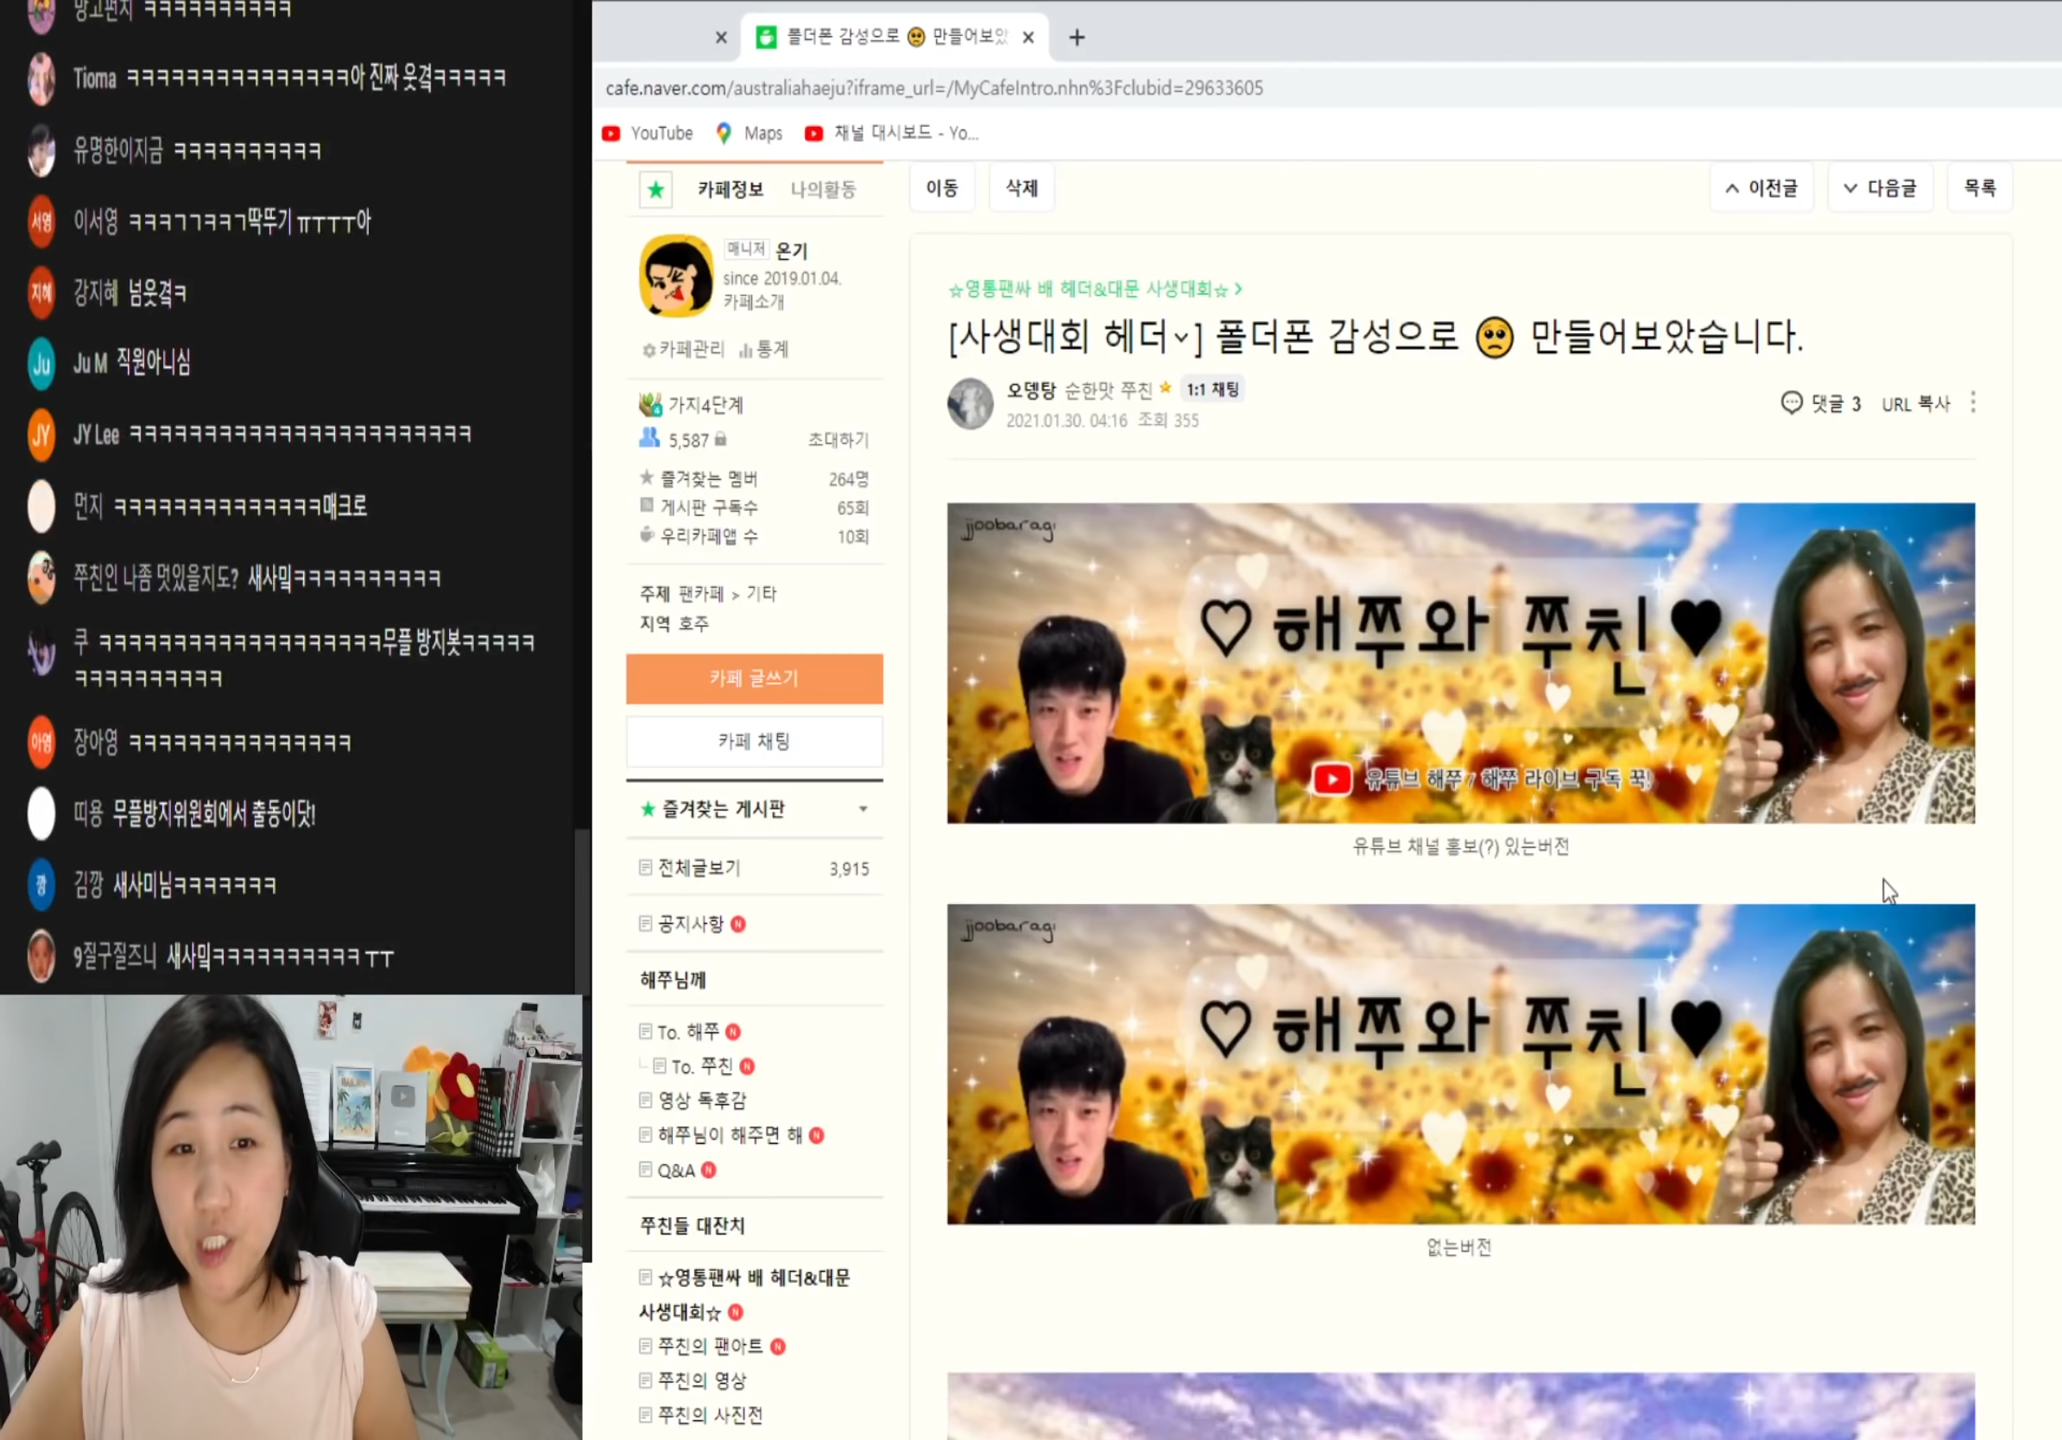 망고펀치 ㅋㅋㅋㅋㅋㅋㅋㅋㅋㅋ
Tioma ㅋㅋㅋㅋㅋㅋㅋㅋㅋㅋㅋㅋㅋㅋㅋ아 진짜 웃겪ㅋㅋㅋㅋㅋ
유명한이지금 ㅋㅋㅋㅋㅋㅋㅋㅋㅋㅋ
서영 이서영 ㅋㅋㅋㄱㄱㅋㅋㄱ딱뚜기 ㅠㅜㅜㅜ아
지혜 강지혜 넘웃겪ㅋ
Ju Ju M 직원아니심
JY JY Lee ㅋㅋㅋㅋㅋㅋㅋㅋㅋㅋㅋㅋㅋㅋㅋㅋㅋㅋㅋㅋㅋㅋㅋ
먼지 ㅋㅋㅋㅋㅋㅋㅋㅋㅋㅋㅋㅋㅋㅋ매크로
쭈친인 나좀 멋있을지도? 새사밐ㅋㅋㅋㅋㅋㅋㅋㅋㅋㅋ
쿠 ㅋㅋㅋㅋㅋㅋㅋㅋㅋㅋㅋㅋㅋㅋㅋㅋㅋㅋㅋ무플 방지봇ㅋㅋㅋㅋㅋ
ㅋㅋㅋㅋㅋㅋㅋㅋㅋㅋ
아영 장아영 ㅋㅋㅋㅋㅋㅋㅋㅋㅋㅋㅋㅋㅋㅋㅋ
띠용 무플방지위원회에서 출동이닷!
깡 김깡 새사미님ㅋㅋㅋㅋㅋㅋㅋ
9질구질즈니 새사밐ㅋㅋㅋㅋㅋㅋㅋㅋㅋㅋ ㅜㅜ
폴더폰 감성으로 🥺 만들어보았
cafe.naver.com/australiahaeju?iframe_url=/MyCafeIntro.nhn%3Fclubid=29633605
YouTube Maps 채널 대시보드 - Yo...
카페정보 나의활동
매니저 온기
since 2019.01.04.
카페소개
카페관리 통계
가지4단계
5,587 초대하기
즐겨찾는 멤버 264명
게시판 구독수 65회
우리카페앱 수 10회
주제 팬카페 > 기타
지역 호주
카페 글쓰기
카페 채팅
즐겨찾는 게시판
전체글보기 3,915
공지사항 N
해쭈님께
To. 해쭈 N
To. 쭈친 N
영상 독후감
해쭈님이 해주면 해 N
Q&A N
쭈친들 대잔치
☆영통팬싸 배 헤더&대문
사생대회☆ N
쭈친의 팬아트 N
쭈친의 영상
쭈친의 사진전
이동 삭제 이전글 다음글 목록
☆영통팬싸 배 헤더&대문 사생대회☆ >
[사생대회 헤더⌄] 폴더폰 감성으로 🥺 만들어보았습니다.
오뎅탕 순한맛 쭈친 1:1 채팅
2021.01.30. 04:16 조회 355
댓글 3 URL 복사
jjoobaragi
♡ 해쭈와 쭈친 ♥
유튜브 해쭈 / 해쭈 라이브 구독 꾹!
유튜브 채널 홍보(?) 있는버전
jjoobaragi
♡ 해쭈와 쭈친 ♥
없는버전